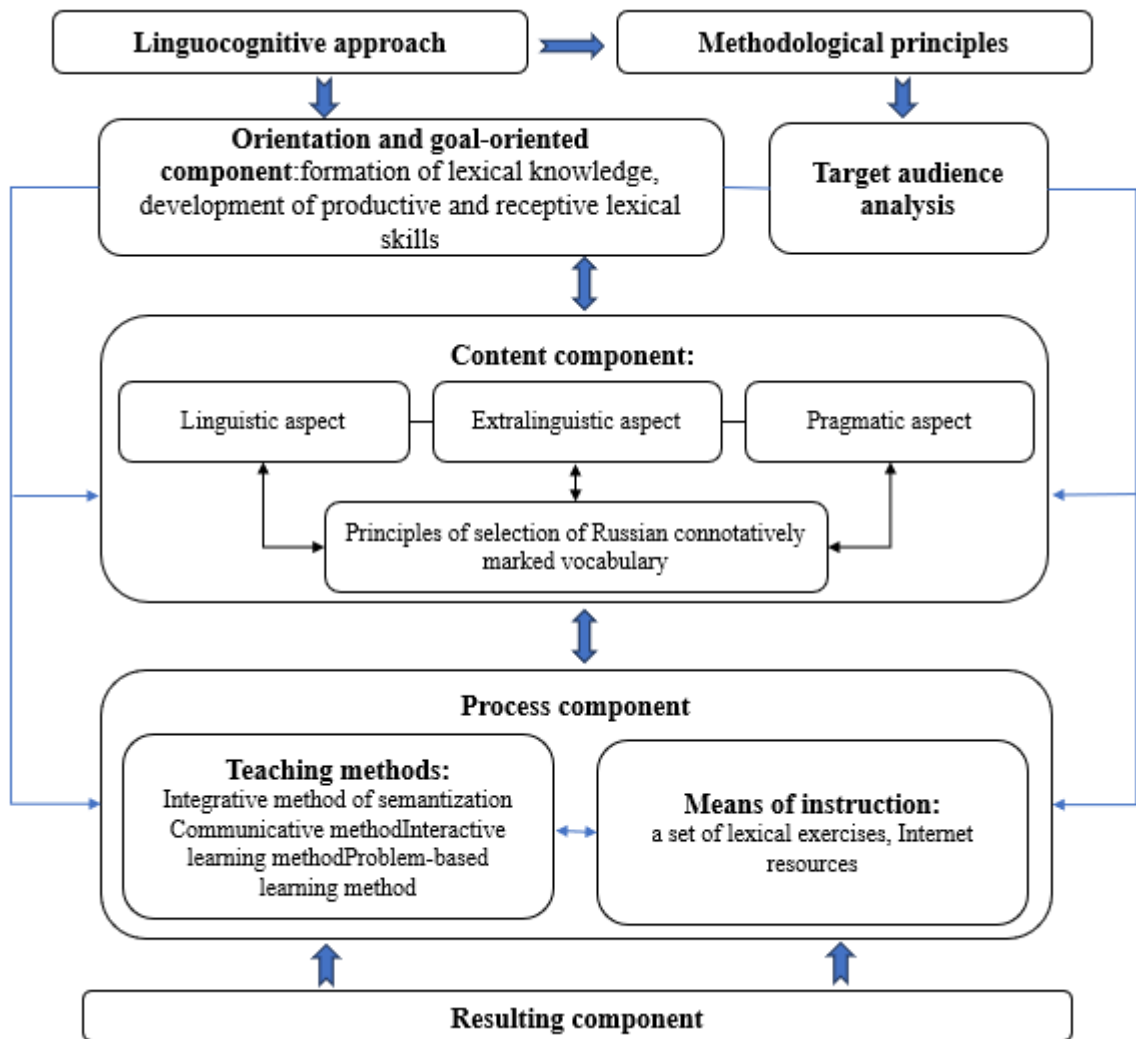 Linguocognitive approach
Methodological principles
Orientation and goal-oriented
component:formation of lexical knowledge,
development of productive and receptive lexical
skills
Target audience
analysis
Content component:
Linguistic aspect
Extralinguistic aspect
Pragmatic aspect
Principles of selection of Russian connotatively
marked vocabulary
Process component
Teaching methods:
Integrative method of semantization
Communicative methodInteractive
learning methodProblem-based
learning method
Means of instruction:
a set of lexical exercises, Internet
resources
Resulting component